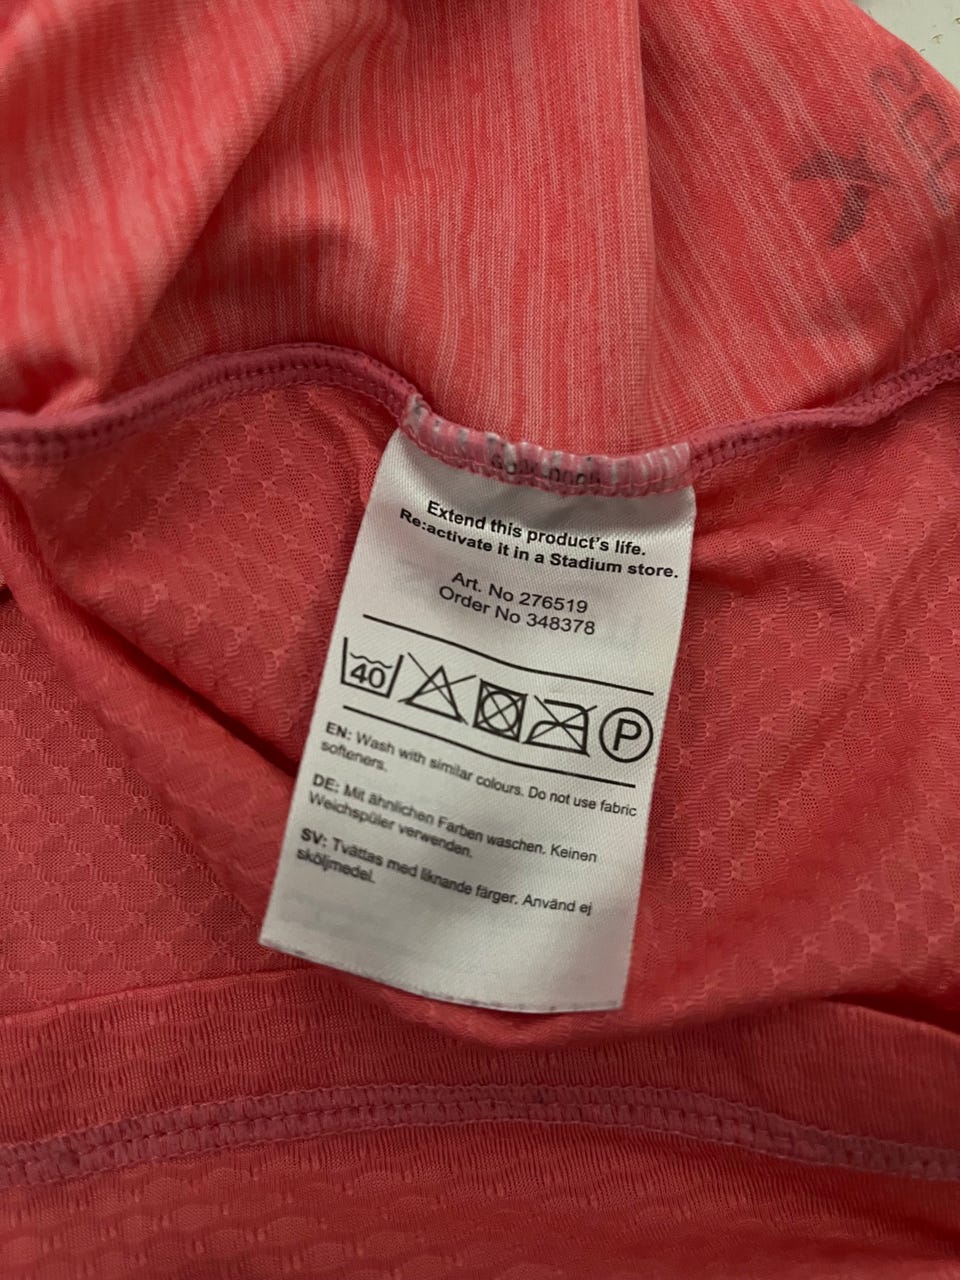 Extend this product's life.
Re:activate it in a Stadium store.
Art. No 276519
Order No 348378
40
P
EN: Wash with similar colours. Do not use fabric
softeners.
DE: Mit ähnlichen Farben waschen. Keinen
Weichspüler verwenden.
SV: Tvättas med liknande färger. Använd ej
sköljmedel.